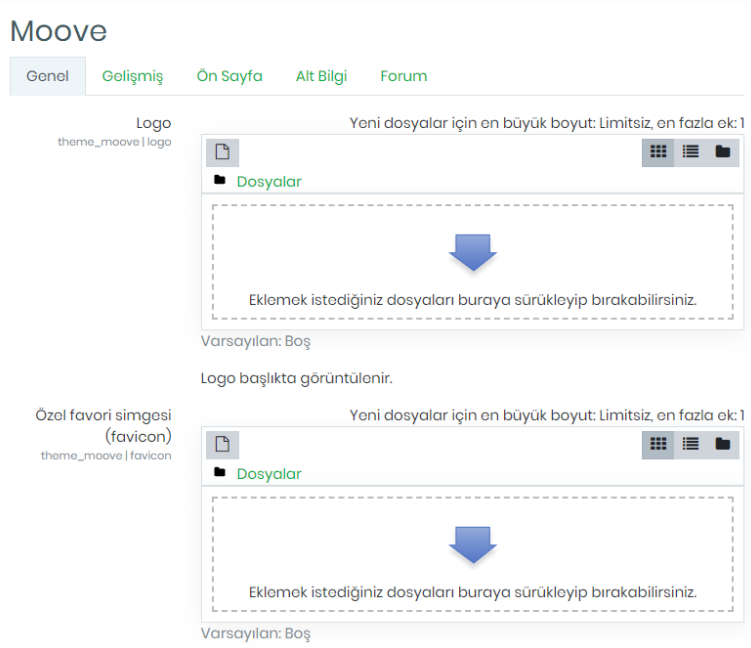 Moove
Genel Gelişmiş Ön Sayfa Alt Bilgi Forum
Logo
theme_moove | logo
Yeni dosyalar için en büyük boyut: Limitsiz, en fazla ek: 1
Dosyalar
Eklemek istediğiniz dosyaları buraya sürükleyip bırakabilirsiniz.
Varsayılan: Boş
Logo başlıkta görüntülenir.
Özel favori simgesi
(favicon)
theme_moove | favicon
Yeni dosyalar için en büyük boyut: Limitsiz, en fazla ek: 1
Dosyalar
Eklemek istediğiniz dosyaları buraya sürükleyip bırakabilirsiniz.
Varsayılan: Boş